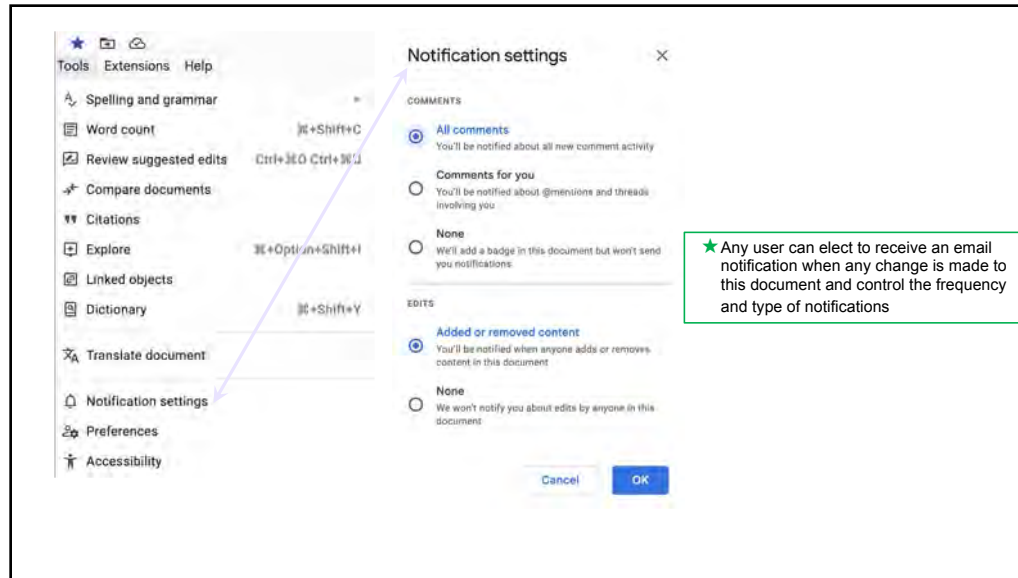 Tools Extensions Help
Spelling and grammar
Word count ⌘+Shift+C
Review suggested edits
Compare documents
Citations
Explore ⌘+Option+Shift+I
Linked objects
Dictionary ⌘+Shift+Y
Translate document
Notification settings
Preferences
Accessibility
Notification settings
COMMENTS
All comments
You'll be notified about all new comment activity
Comments for you
You'll be notified about @mentions and threads
involving you
None
We'll add a badge in this document but won't send
you notifications
EDITS
Added or removed content
You'll be notified when anyone adds or removes
content in this document
None
We won't notify you about edits by anyone in this
document
Cancel OK
Any user can elect to receive an email
notification when any change is made to
this document and control the frequency
and type of notifications